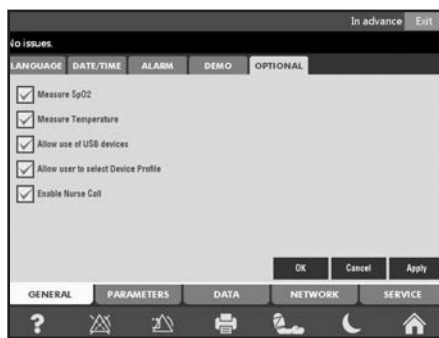 In advance Exit
No issues.
LANGUAGE DATE/TIME ALARM DEMO OPTIONAL
Measure SpO2
Measure Temperature
Allow use of USB devices
Allow user to select Device Profile
Enable Nurse Call
OK Cancel Apply
GENERAL PARAMETERS DATA NETWORK SERVICE
?